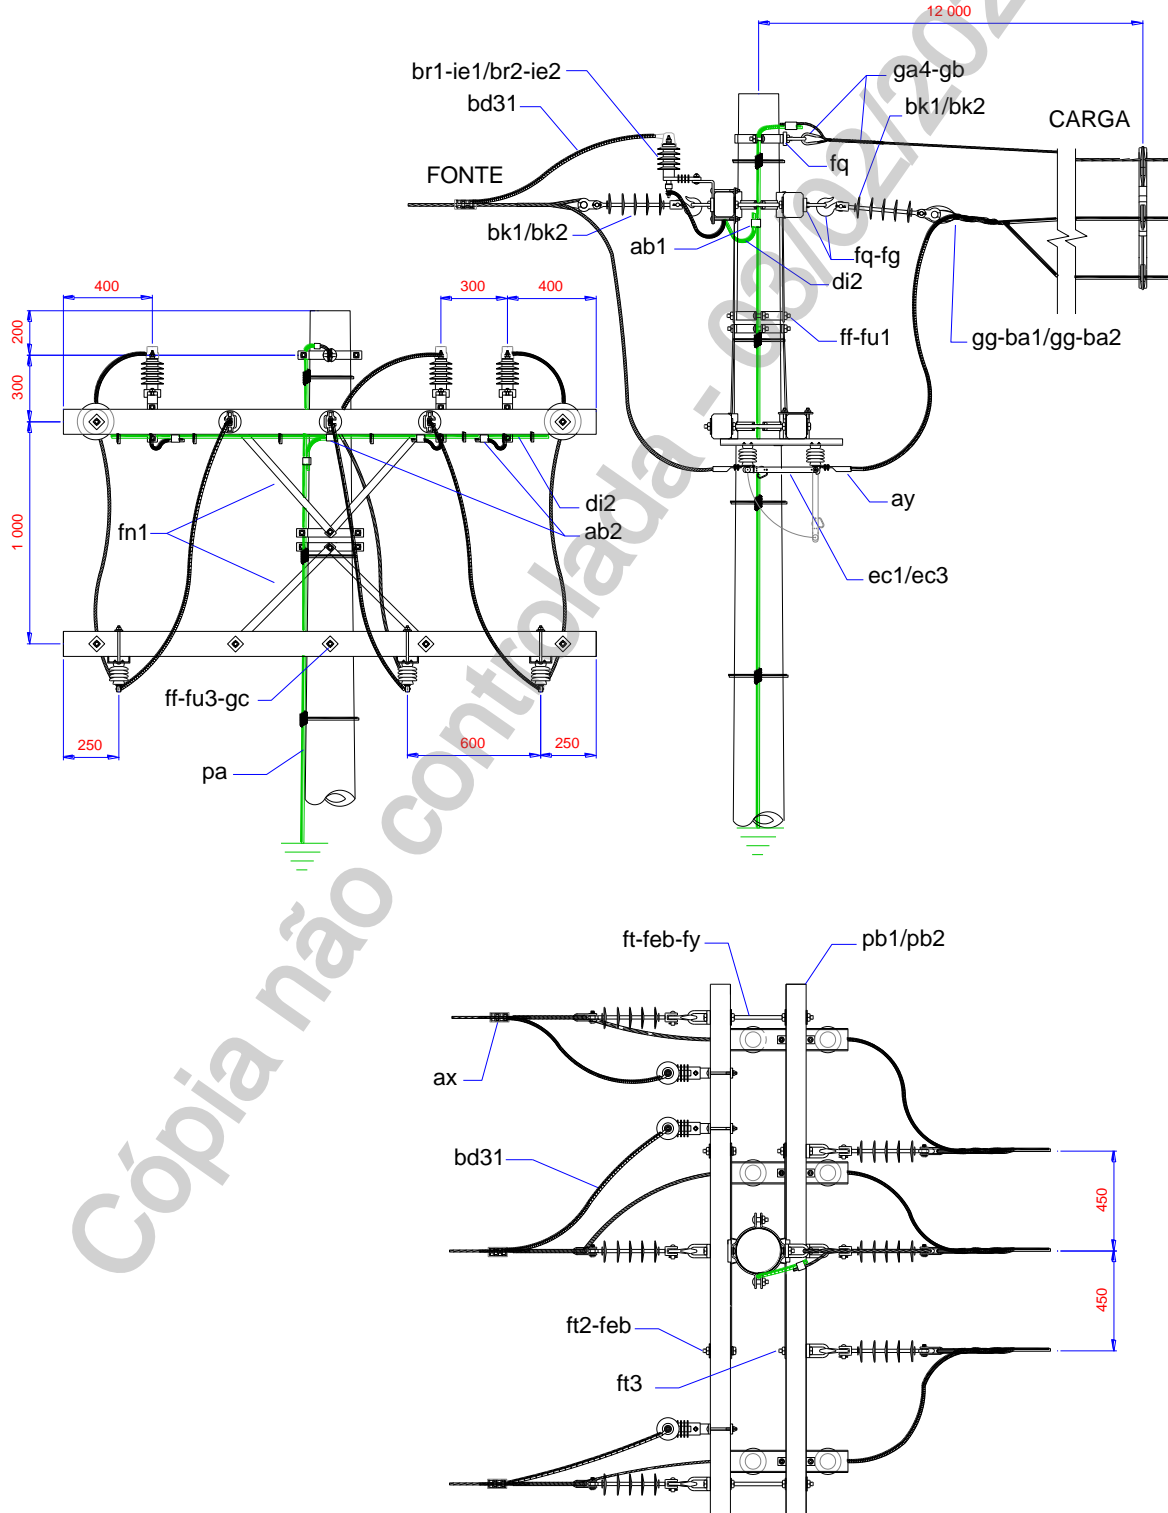 12 000
br1-ie1/br2-ie2
ga4-gb
bd31
bk1/bk2
CARGA
FONTE
fq
bk1/bk2
ab1
fq-fg
di2
400
300
400
200
ff-fu1
gg-ba1/gg-ba2
300
1 000
fn1
di2
ab2
ay
ec1/ec3
ff-fu3-gc
250
600
250
pa
ft-feb-fy
pb1/pb2
ax
bd31
450
450
ft2-feb
ft3
Cópia não controlada - 03/02/202